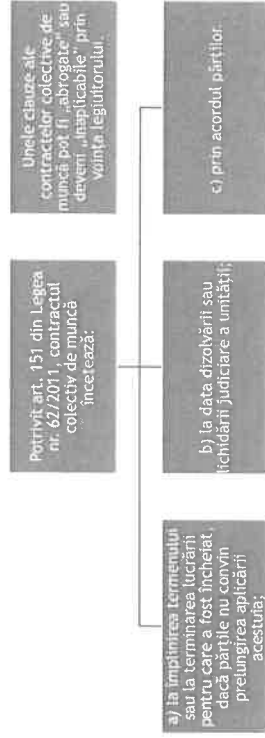 Potrivit art. 151 din Legea
nr. 62/2011, contractul
colectiv de muncă
încetează:
Unele clauze ale
contractelor colective de
muncă pot fi „abrogate” sau
deveni „inaplicabile” prin
voința legiuitorului.
a) la împlinirea termenului
sau la terminarea lucrării
pentru care a fost încheiat,
dacă părțile nu convin
prelungirea aplicării
acestuia;
b) la data dizolvării sau
lichidării judiciare a unității;
c) prin acordul părților.